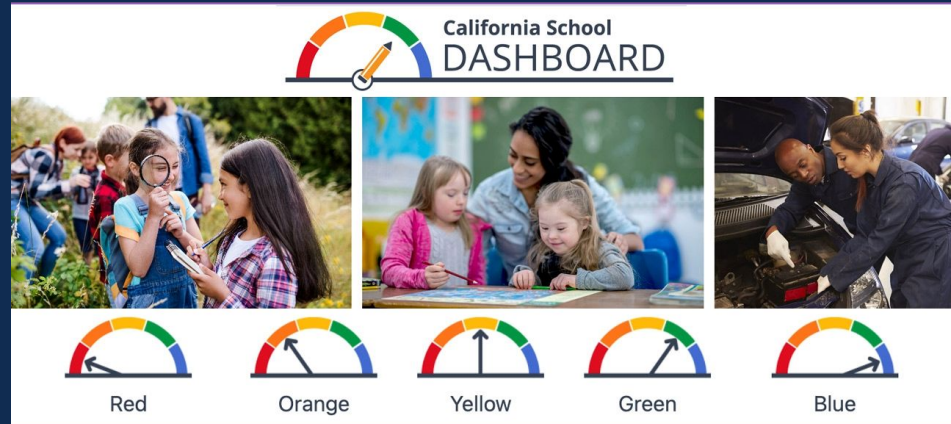 California School
DASHBOARD
Red
Orange
Yellow
Green
Blue